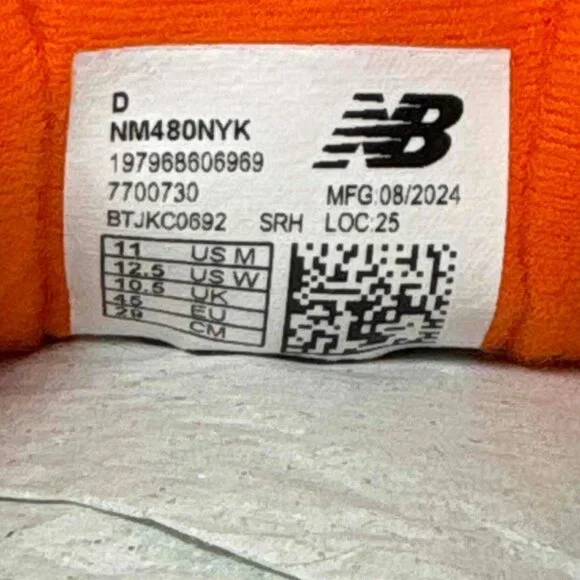 D
NM480NYK
197968606969
7700730
BTJKC0692 SRH
NB
MFG:08/2024
LOC:25
11 US M
12.5 US W
10.5 UK
45 EU
29 CM